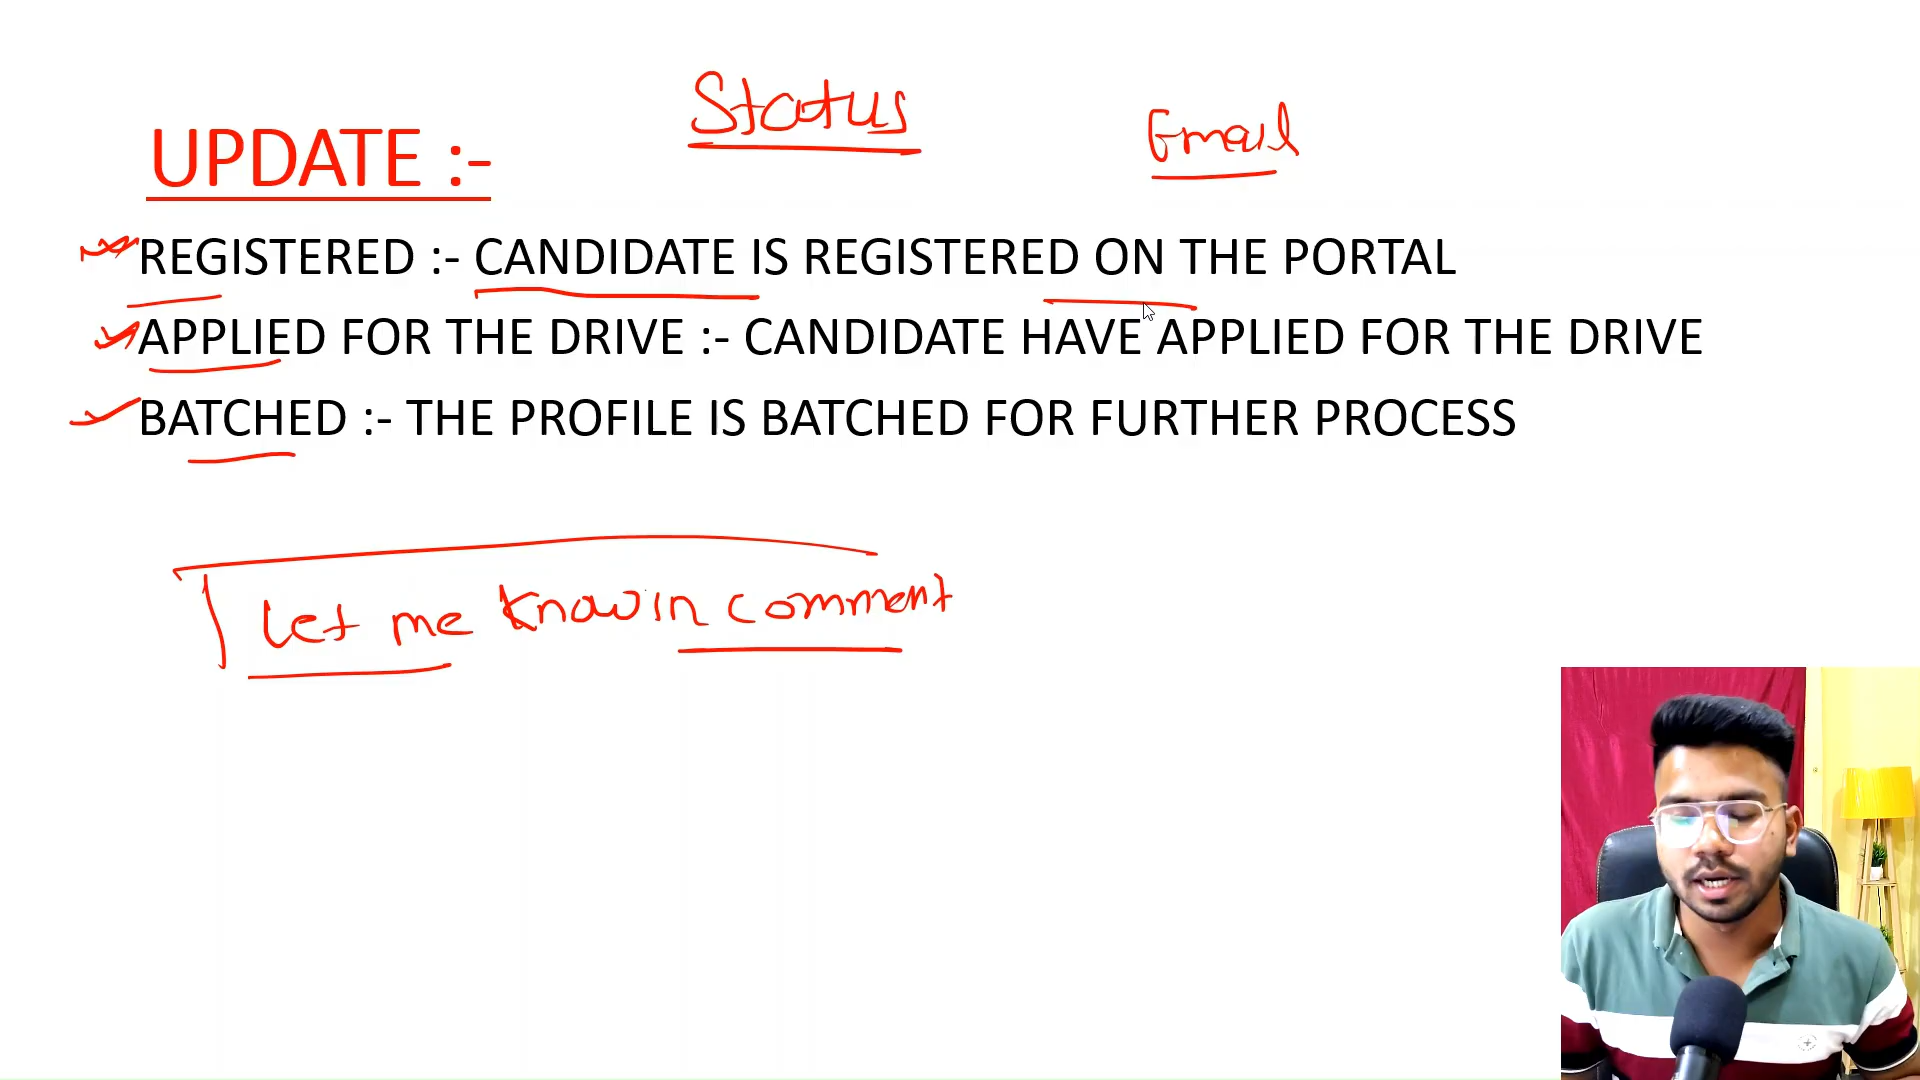 Status
Email
UPDATE :-
REGISTERED :- CANDIDATE IS REGISTERED ON THE PORTAL
APPLIED FOR THE DRIVE :- CANDIDATE HAVE APPLIED FOR THE DRIVE
BATCHED :- THE PROFILE IS BATCHED FOR FURTHER PROCESS
Let me know in comment